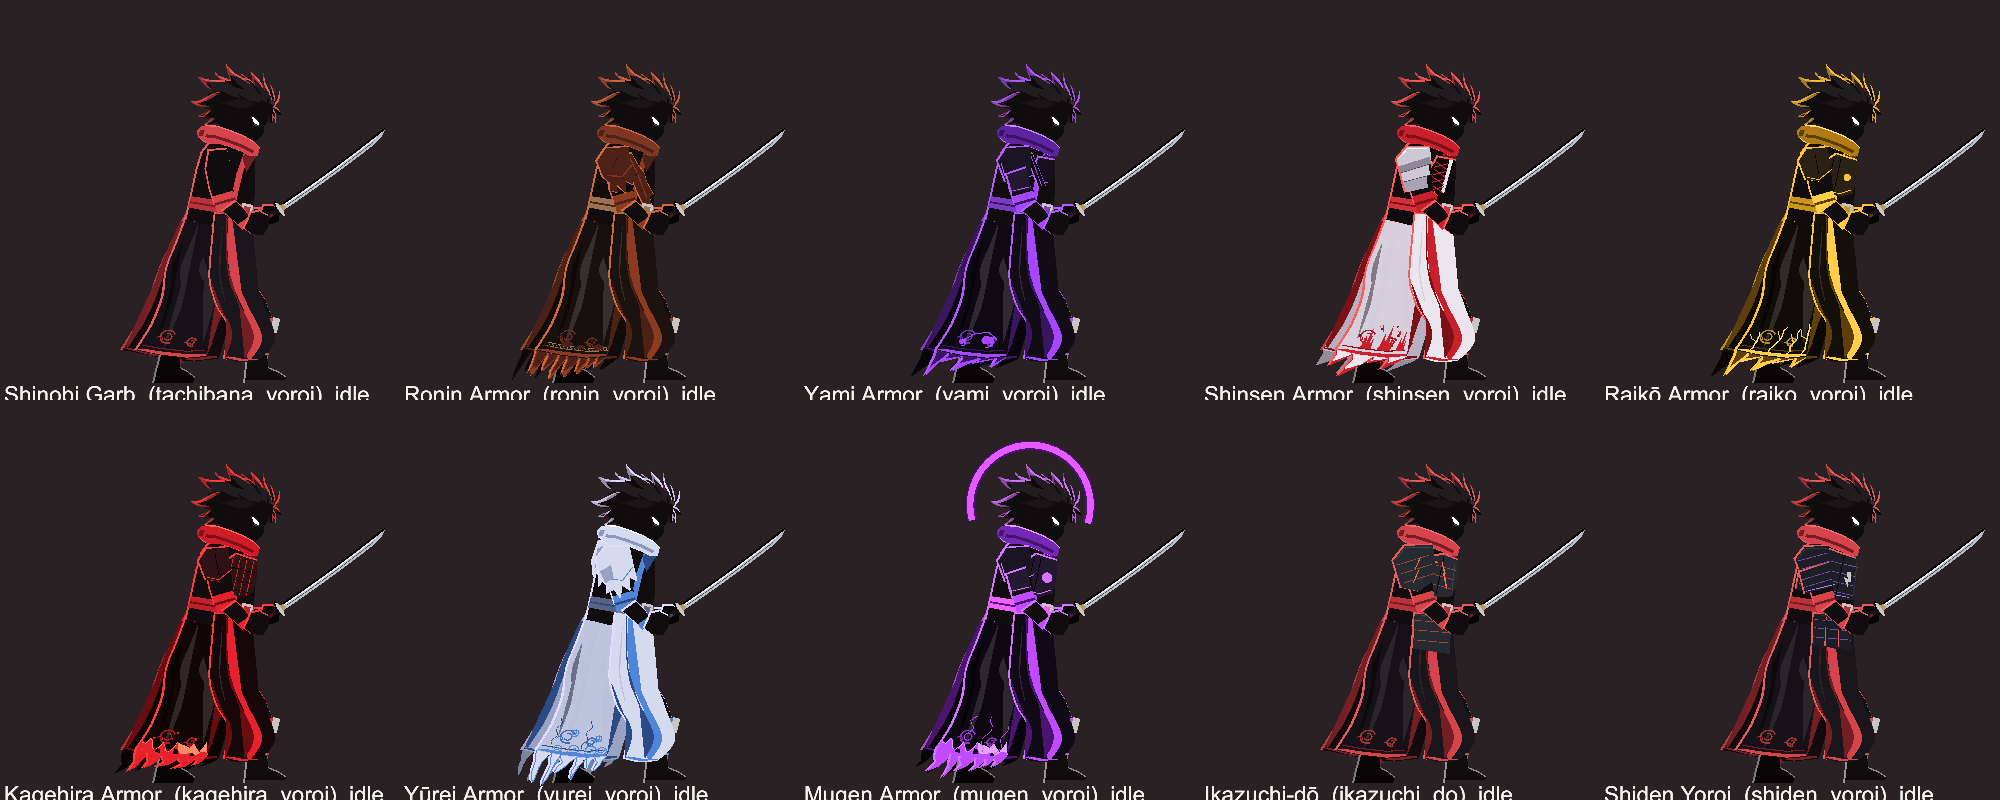 Shinobi Garb (tachibana_yoroi) idle
Ronin Armor (ronin_yoroi) idle
Yami Armor (yami_yoroi) idle
Shinsen Armor (shinsen_yoroi) idle
Raikō Armor (raiko_yoroi) idle
Kagehira Armor (kagehira_yoroi) idle
Yūrei Armor (yurei_yoroi) idle
Mugen Armor (mugen_yoroi) idle
Ikazuchi-dō (ikazuchi_do) idle
Shiden Yoroi (shiden_yoroi) idle